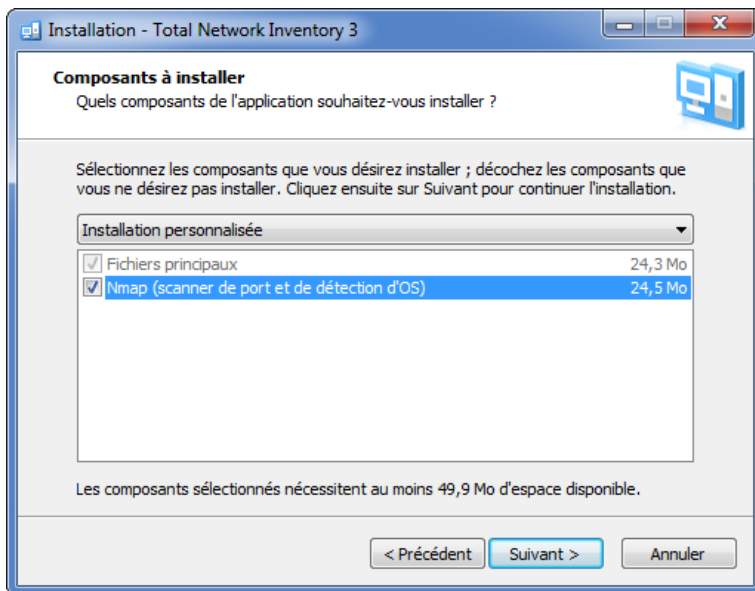 Installation - Total Network Inventory 3
Composants à installer
Quels composants de l'application souhaitez-vous installer ?
Sélectionnez les composants que vous désirez installer ; décochez les composants que
vous ne désirez pas installer. Cliquez ensuite sur Suivant pour continuer l'installation.
Installation personnalisée
Fichiers principaux 24,3 Mo
Nmap (scanner de port et de détection d'OS) 24,5 Mo
Les composants sélectionnés nécessitent au moins 49,9 Mo d'espace disponible.
< Précédent Suivant > Annuler